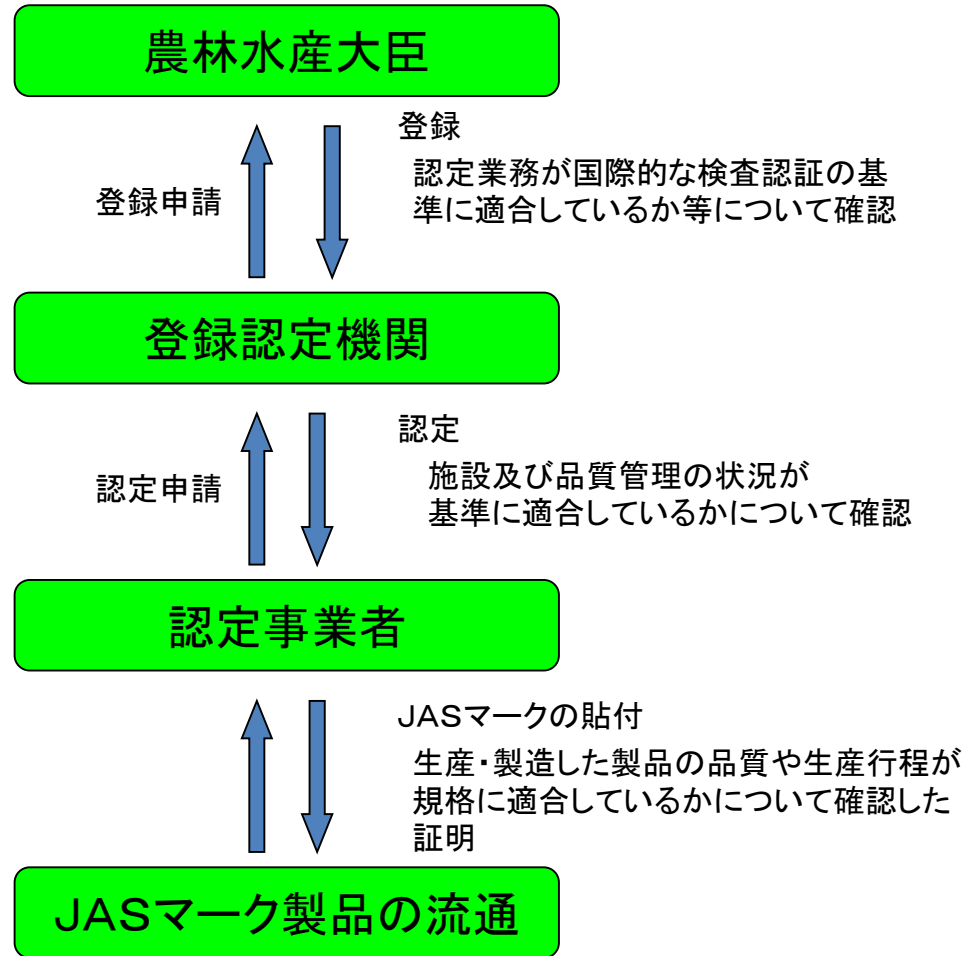 農林水産大臣
登録申請
登録
認定業務が国際的な検査認証の基
準に適合しているか等について確認
登録認定機関
認定申請
認定
施設及び品質管理の状況が
基準に適合しているかについて確認
認定事業者
JASマークの貼付
生産・製造した製品の品質や生産行程が
規格に適合しているかについて確認した
証明
JASマーク製品の流通